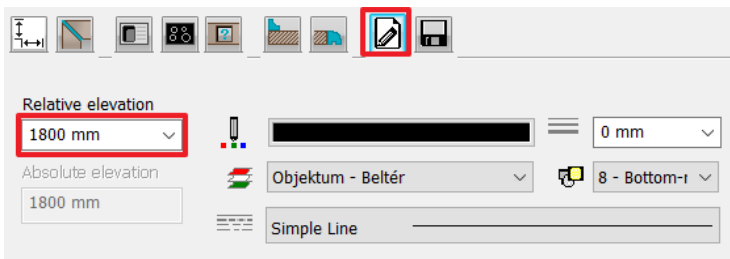 Relative elevation
1800 mm
0 mm
Absolute elevation
Objektum - Beltér
8 - Bottom-r
1800 mm
Simple Line